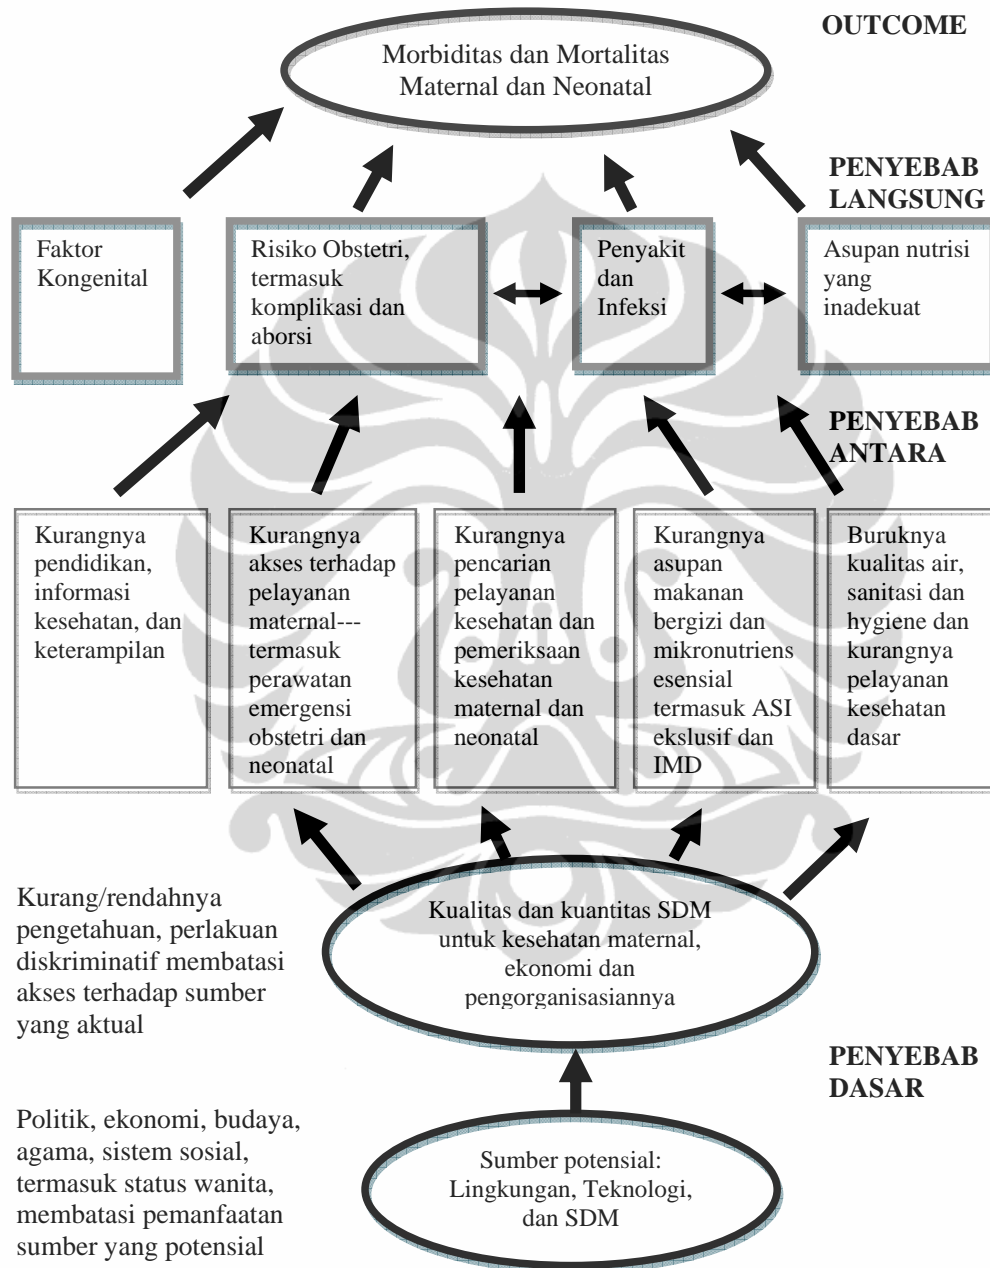 OUTCOME
Morbiditas dan Mortalitas
Maternal dan Neonatal
PENYEBAB
LANGSUNG
Faktor
Kongenital
Risiko Obstetri,
termasuk
komplikasi dan
aborsi
Penyakit
dan
Infeksi
Asupan nutrisi
yang
inadekuat
PENYEBAB
ANTARA
Kurangnya
pendidikan,
informasi
kesehatan, dan
keterampilan
Kurangnya
akses terhadap
pelayanan
maternal---
termasuk
perawatan
emergensi
obstetri dan
neonatal
Kurangnya
pencarian
pelayanan
kesehatan dan
pemeriksaan
kesehatan
maternal dan
neonatal
Kurangnya
asupan
makanan
bergizi dan
mikronutriens
esensial
termasuk ASI
ekslusif dan
IMD
Buruknya
kualitas air,
sanitasi dan
hygiene dan
kurangnya
pelayanan
kesehatan
dasar
Kurang/rendahnya
pengetahuan, perlakuan
diskriminatif membatasi
akses terhadap sumber
yang aktual
Kualitas dan kuantitas SDM
untuk kesehatan maternal,
ekonomi dan
pengorganisasiannya
PENYEBAB
DASAR
Politik, ekonomi, budaya,
agama, sistem sosial,
termasuk status wanita,
membatasi pemanfaatan
sumber yang potensial
Sumber potensial:
Lingkungan, Teknologi,
dan SDM